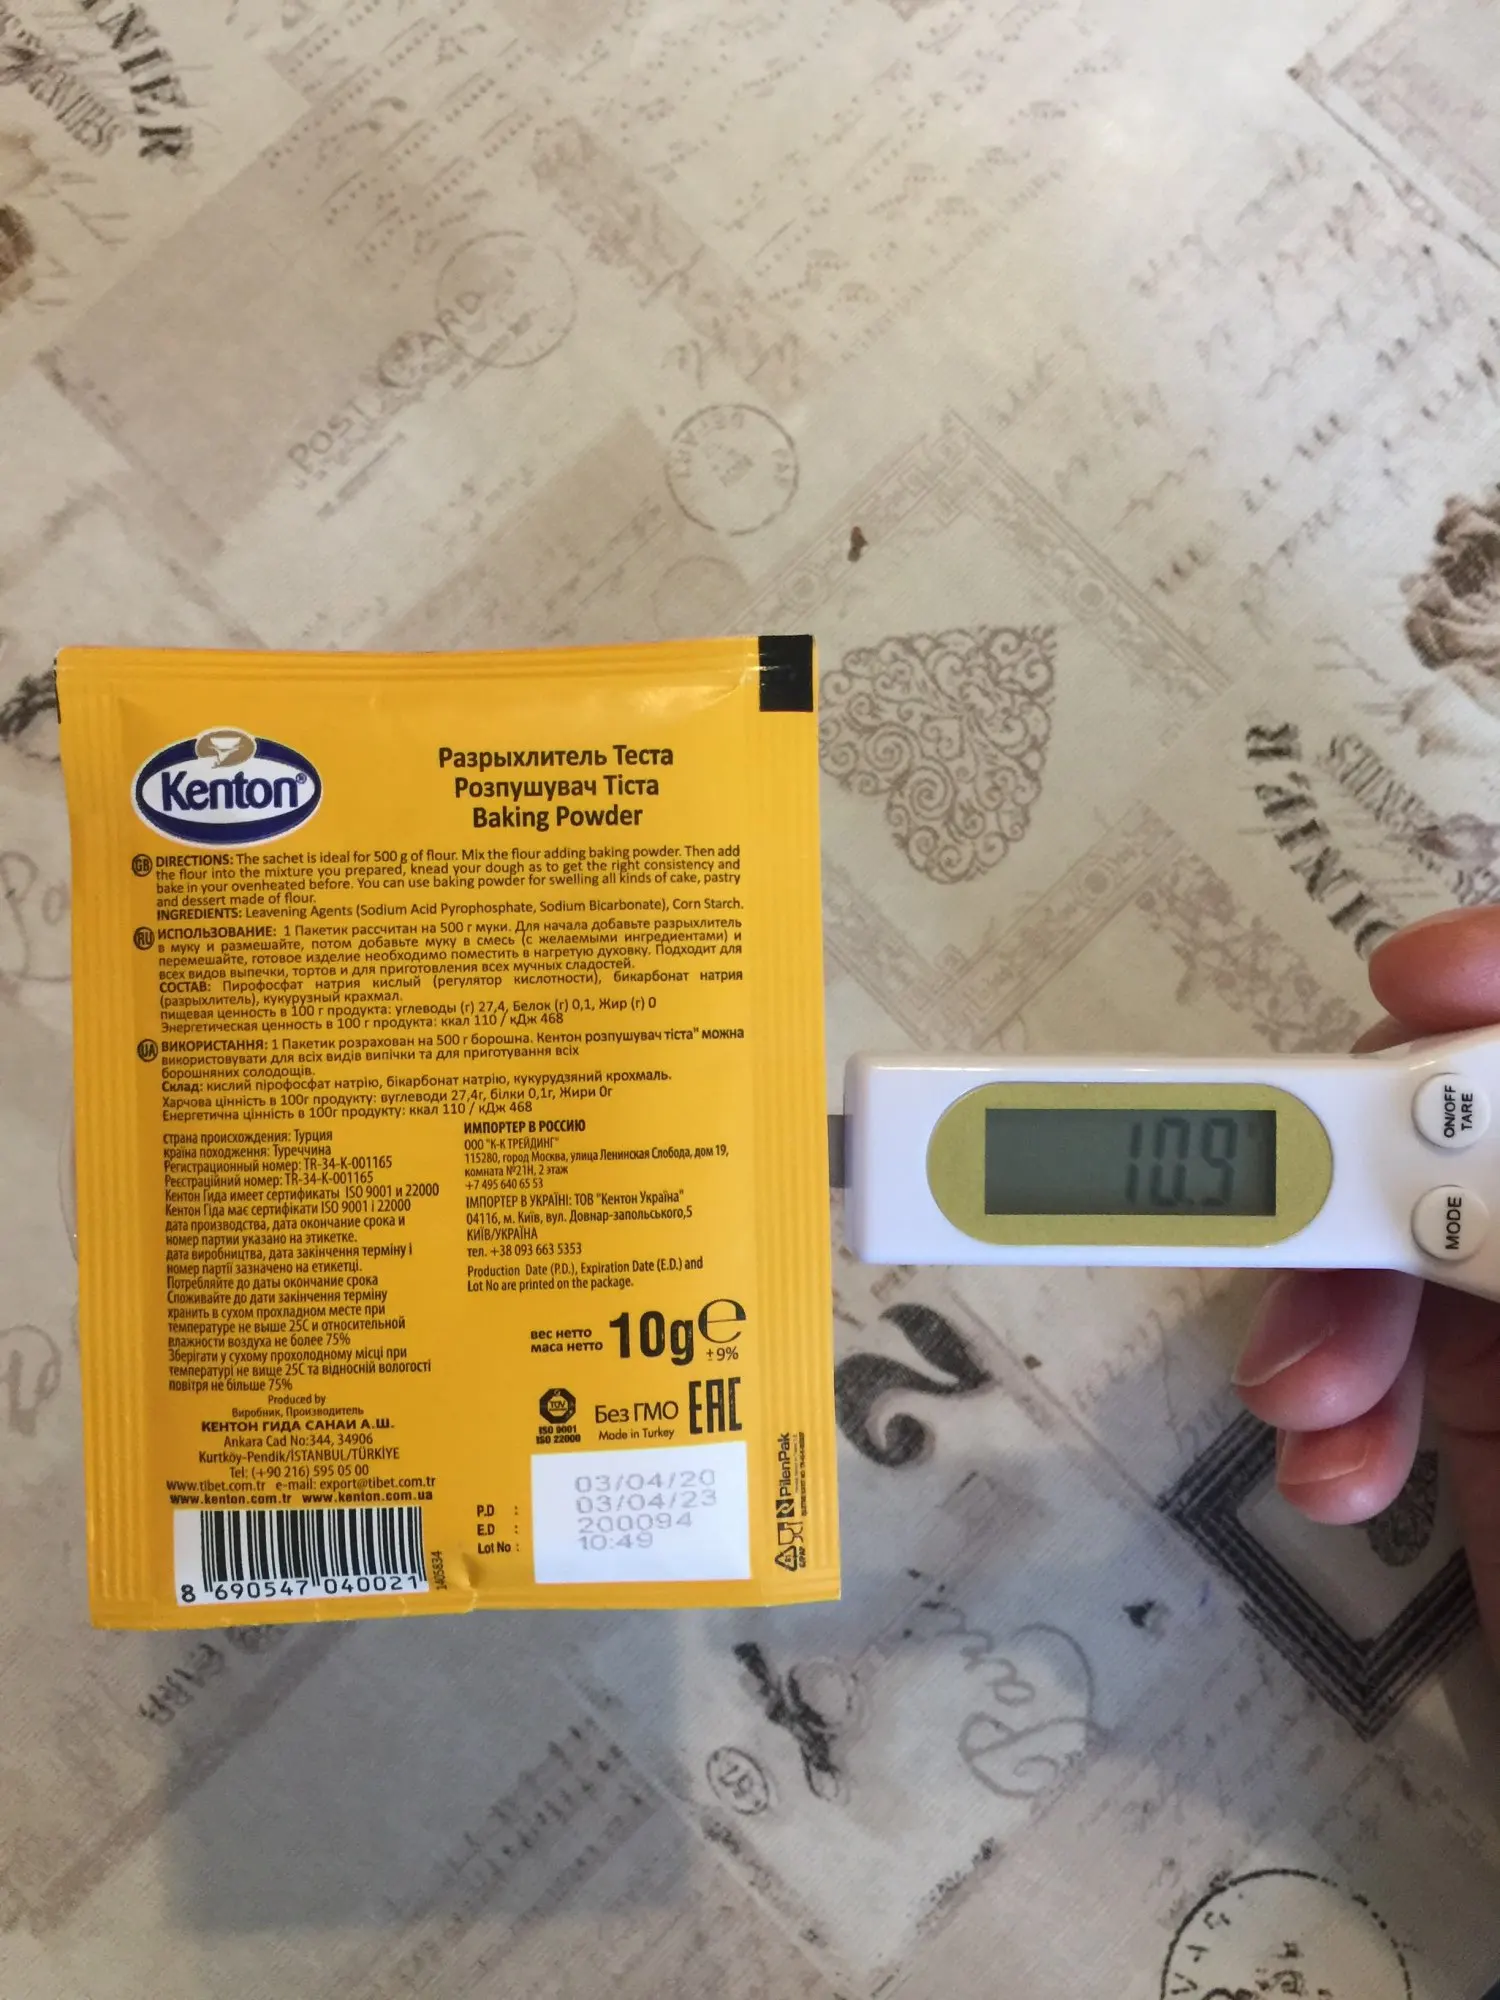 POST CARD
Kenton®
Разрыхлитель Теста
Розпушувач Тіста
Baking Powder
GB DIRECTIONS: The sachet is ideal for 500 g of flour. Mix the flour adding baking powder. Then add
the flour into the mixture you prepared, knead your dough as to get the right consistency and
bake in your ovenheated before. You can use baking powder for swelling all kinds of cake, pastry
and dessert made of flour.
INGREDIENTS: Leavening Agents (Sodium Acid Pyrophosphate, Sodium Bicarbonate), Corn Starch.
RU ИСПОЛЬЗОВАНИЕ: 1 Пакетик рассчитан на 500 г муки. Для начала добавьте разрыхлитель
в муку и размешайте, потом добавьте муку в смесь (с желаемыми ингредиентами) и
перемешайте, готовое изделие необходимо поместить в нагретую духовку. Подходит для
всех видов выпечки, тортов и для приготовления всех мучных сладостей.
СОСТАВ: Пирофосфат натрия кислый (регулятор кислотности), бикарбонат натрия
(разрыхлитель), кукурузный крахмал.
пищевая ценность в 100 г продукта: углеводы (г) 27,4, Белок (г) 0,1, Жир (г) 0
Энергетическая ценность в 100 г продукта: ккал 110 / кДж 468
UA ВИКОРИСТАННЯ: 1 Пакетик розрахован на 500 г борошна. Кентон розпушувач тіста" можна
використовувати для всіх видів випічки та для приготування всіх
борошняних солодощів.
Склад: кислий пірофосфат натрію, бікарбонат натрію, кукурудзяний крохмаль.
Харчова цінність в 100г продукту: вуглеводи 27,4г, білки 0,1г, Жири 0г
Енергетична цінність в 100г продукту: ккал 110 / кДж 468
страна происхождения: Турция
країна походження: Туреччина
Регистрационный номер: TR-34-K-001165
Реєстраційний номер: TR-34-K-001165
Кентон Гида имеет сертификаты ISO 9001 и 22000
Кентон Гіда має сертифікати ISO 9001 і 22000
дата производства, дата окончание срока и
номер партии указано на этикетке.
дата виробництва, дата закінчення терміну і
номер партії зазначено на етикетці.
Потребляйте до даты окончание срока
Споживайте до дати закінчення терміну
хранить в сухом прохладном месте при
температуре не выше 25С и относительной
влажности воздуха не более 75%
Зберігати у сухому прохолодному місці при
температурі не вище 25С та відносній вологості
повітря не більше 75%
Produced by
Виробник, Производитель
КЕНТОН ГИДА САНАИ А.Ш.
Ankara Cad No:344, 34906
Kurtköy-Pendik/İSTANBUL/TÜRKİYE
Tel: (+90 216) 595 05 00
www.tibet.com.tr e-mail: export@tibet.com.tr
www.kenton.com.tr www.kenton.com.ua
8 690547 040021
1405834
ИМПОРТЕР В РОССИЮ
ООО "К-К ТРЕЙДИНГ"
115280, город Москва, улица Ленинская Слобода, дом 19,
комната №21Н, 2 этаж
+7 495 640 65 53
ІМПОРТЕР В УКРАЇНІ: ТОВ "Кентон Україна"
04116, м. Київ, вул. Довнар-запольського,5
КИЇВ/УКРАЇНА
тел. +38 093 663 5353
Production Date (P.D.), Expiration Date (E.D.) and
Lot No are printed on the package.
вес нетто
маса нетто
10g e
±9%
TÜV
ISO 9001
ISO 22000
Без ГМО
Made in Turkey
EAC
P.D :
E.D :
Lot No :
03/04/20
03/04/23
200094
10:49
PilenPak
10.9
ON/OFF
TARE
MODE